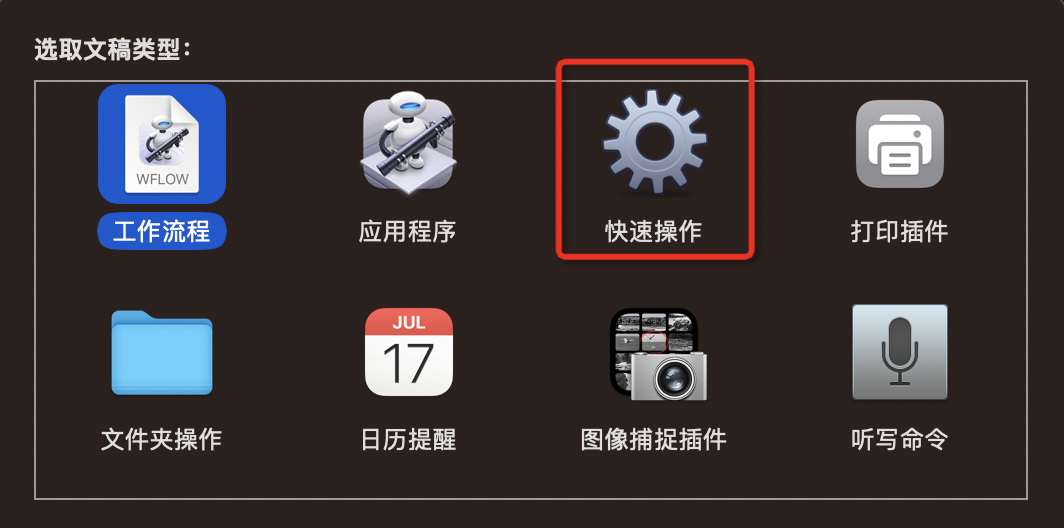 选取文稿类型：
WFLOW
工作流程
应用程序
快速操作
打印插件
文件夹操作
JUL
17
日历提醒
图像捕捉插件
听写命令